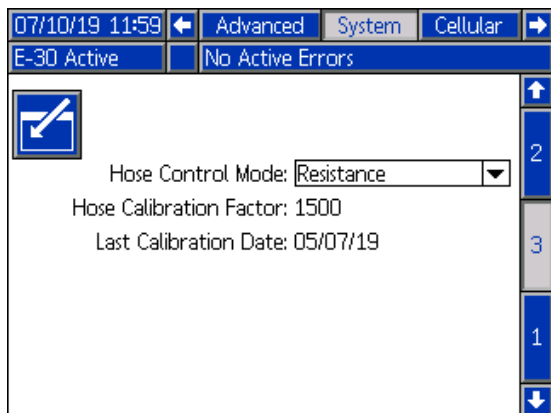 07/10/19 11:59 Advanced System Cellular
E-30 Active No Active Errors
2
Hose Control Mode: Resistance
Hose Calibration Factor: 1500
Last Calibration Date: 05/07/19
3
1